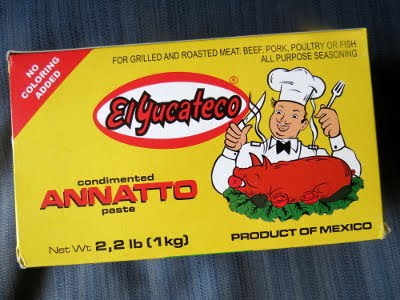 NO
COLORING
ADDED
FOR GRILLED AND ROASTED MEAT: BEEF, PORK, POULTRY OR FISH
ALL PURPOSE SEASONING
El Yucateco ®
condimented
ANNATTO
paste
Net Wt. 2,2 lb (1kg)
PRODUCT OF MEXICO